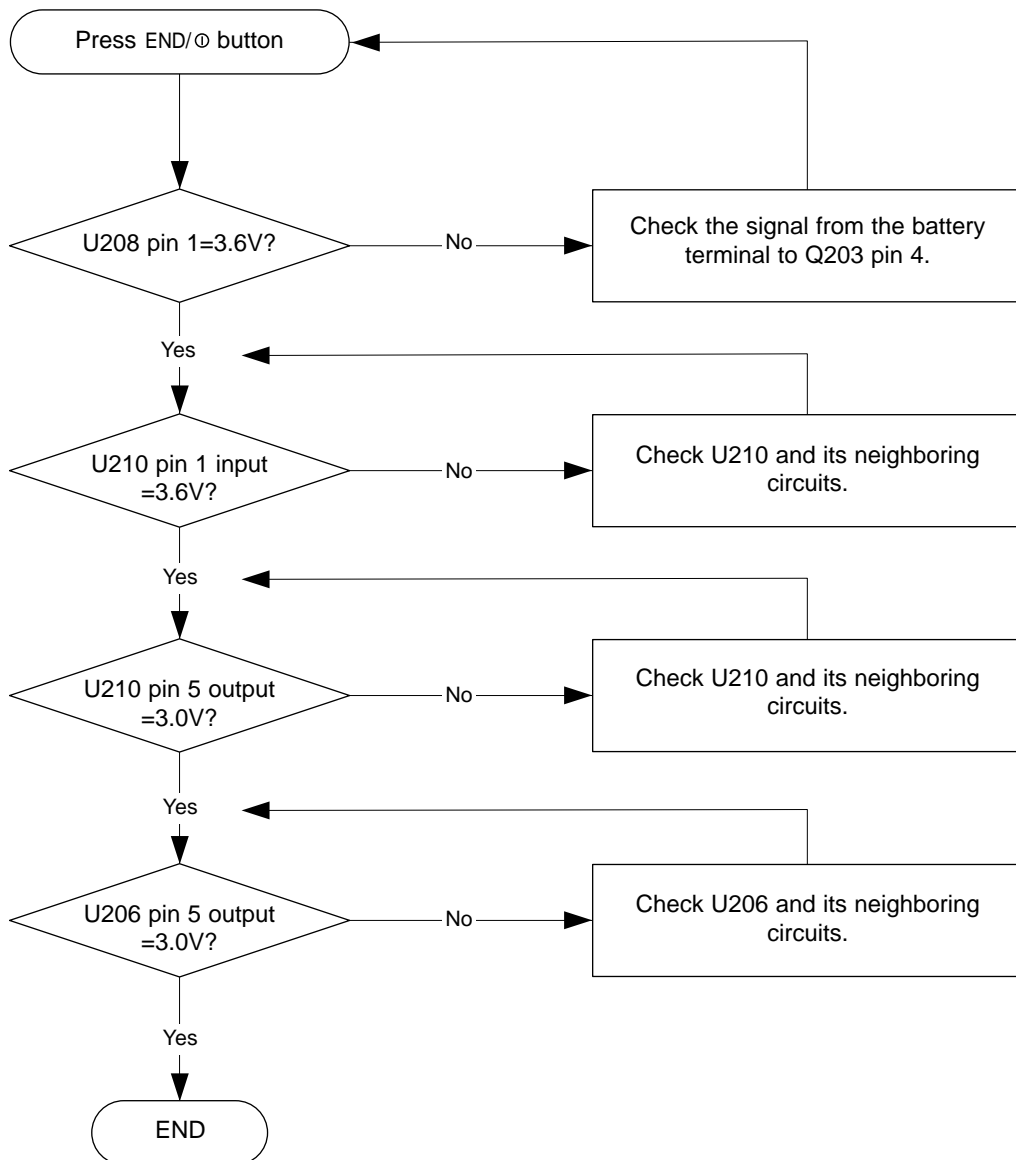 Press END/⏼ button
U208 pin 1=3.6V?
No
Check the signal from the battery
terminal to Q203 pin 4.
Yes
U210 pin 1 input
=3.6V?
No
Check U210 and its neighboring
circuits.
Yes
U210 pin 5 output
=3.0V?
No
Check U210 and its neighboring
circuits.
Yes
U206 pin 5 output
=3.0V?
No
Check U206 and its neighboring
circuits.
Yes
END